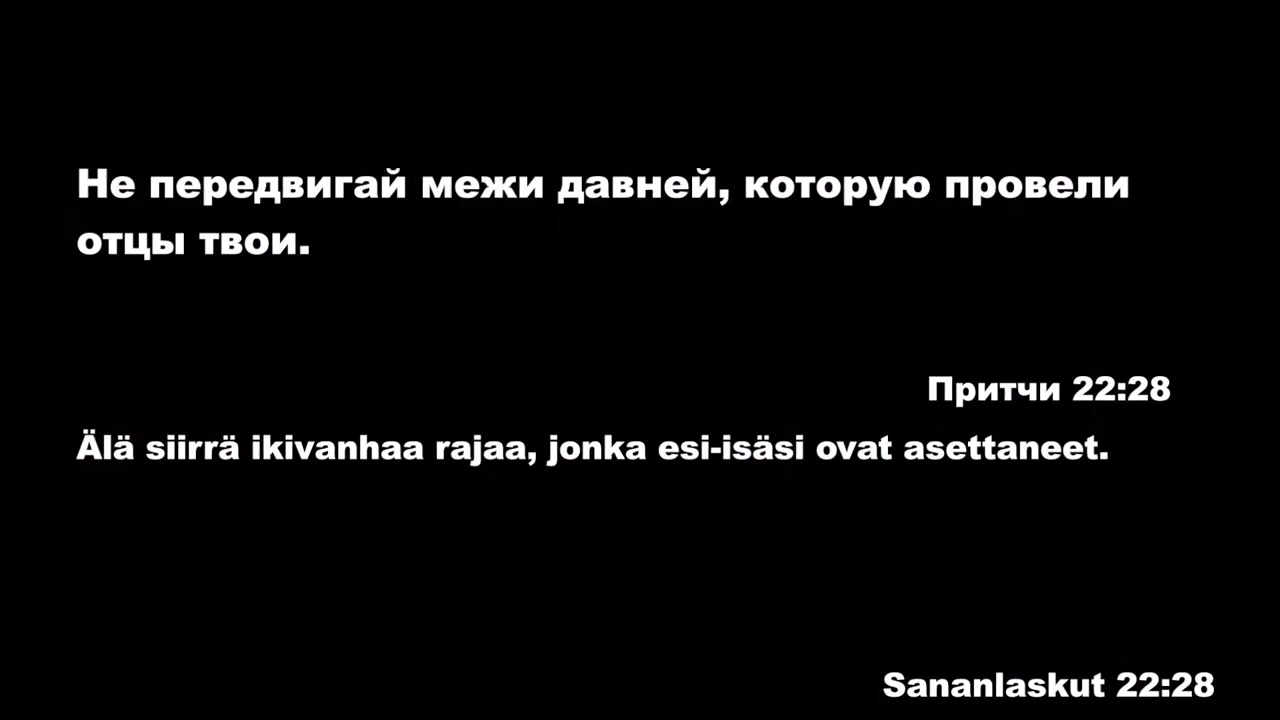 Не передвигай межи давней, которую провели
отцы твои.
Притчи 22:28
Älä siirrä ikivanhaa rajaa, jonka esi-isäsi ovat asettaneet.
Sananlaskut 22:28